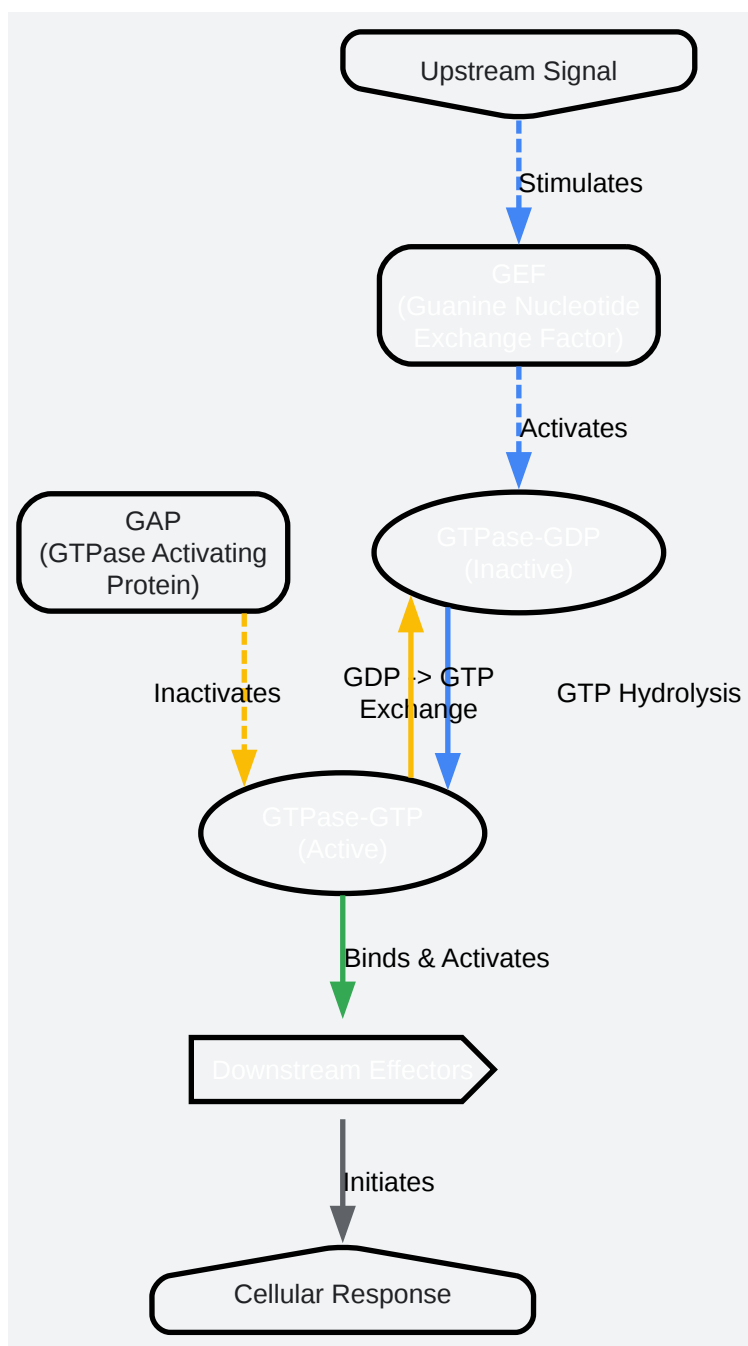 Upstream Signal
Stimulates
GEF
(Guanine Nucleotide
Exchange Factor)
Activates
GAP
(GTPase Activating
Protein)
GTPase-GDP
(Inactive)
Inactivates
GDP -> GTP
Exchange
GTP Hydrolysis
GTPase-GTP
(Active)
Binds & Activates
Downstream Effectors
Initiates
Cellular Response